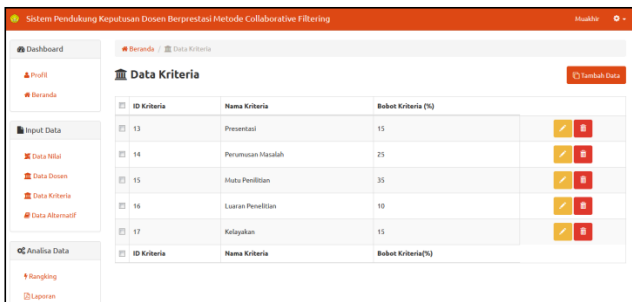 Sistem Pendukung Keputusan Dosen Berprestasi Metode Collaborative Filtering
Muakhir
Dashboard
Profil
Beranda
Input Data
Data Nilai
Data Dosen
Data Kriteria
Data Alternatif
Analisa Data
Rangking
Laporan
Beranda / Data Kriteria
Data Kriteria
Tambah Data
ID Kriteria Nama Kriteria Bobot Kriteria (%)
13 Presentasi 15
14 Perumusan Masalah 25
15 Mutu Penilitian 35
16 Luaran Penelitian 10
17 Kelayakan 15
ID Kriteria Nama Kriteria Bobot Kriteria(%)